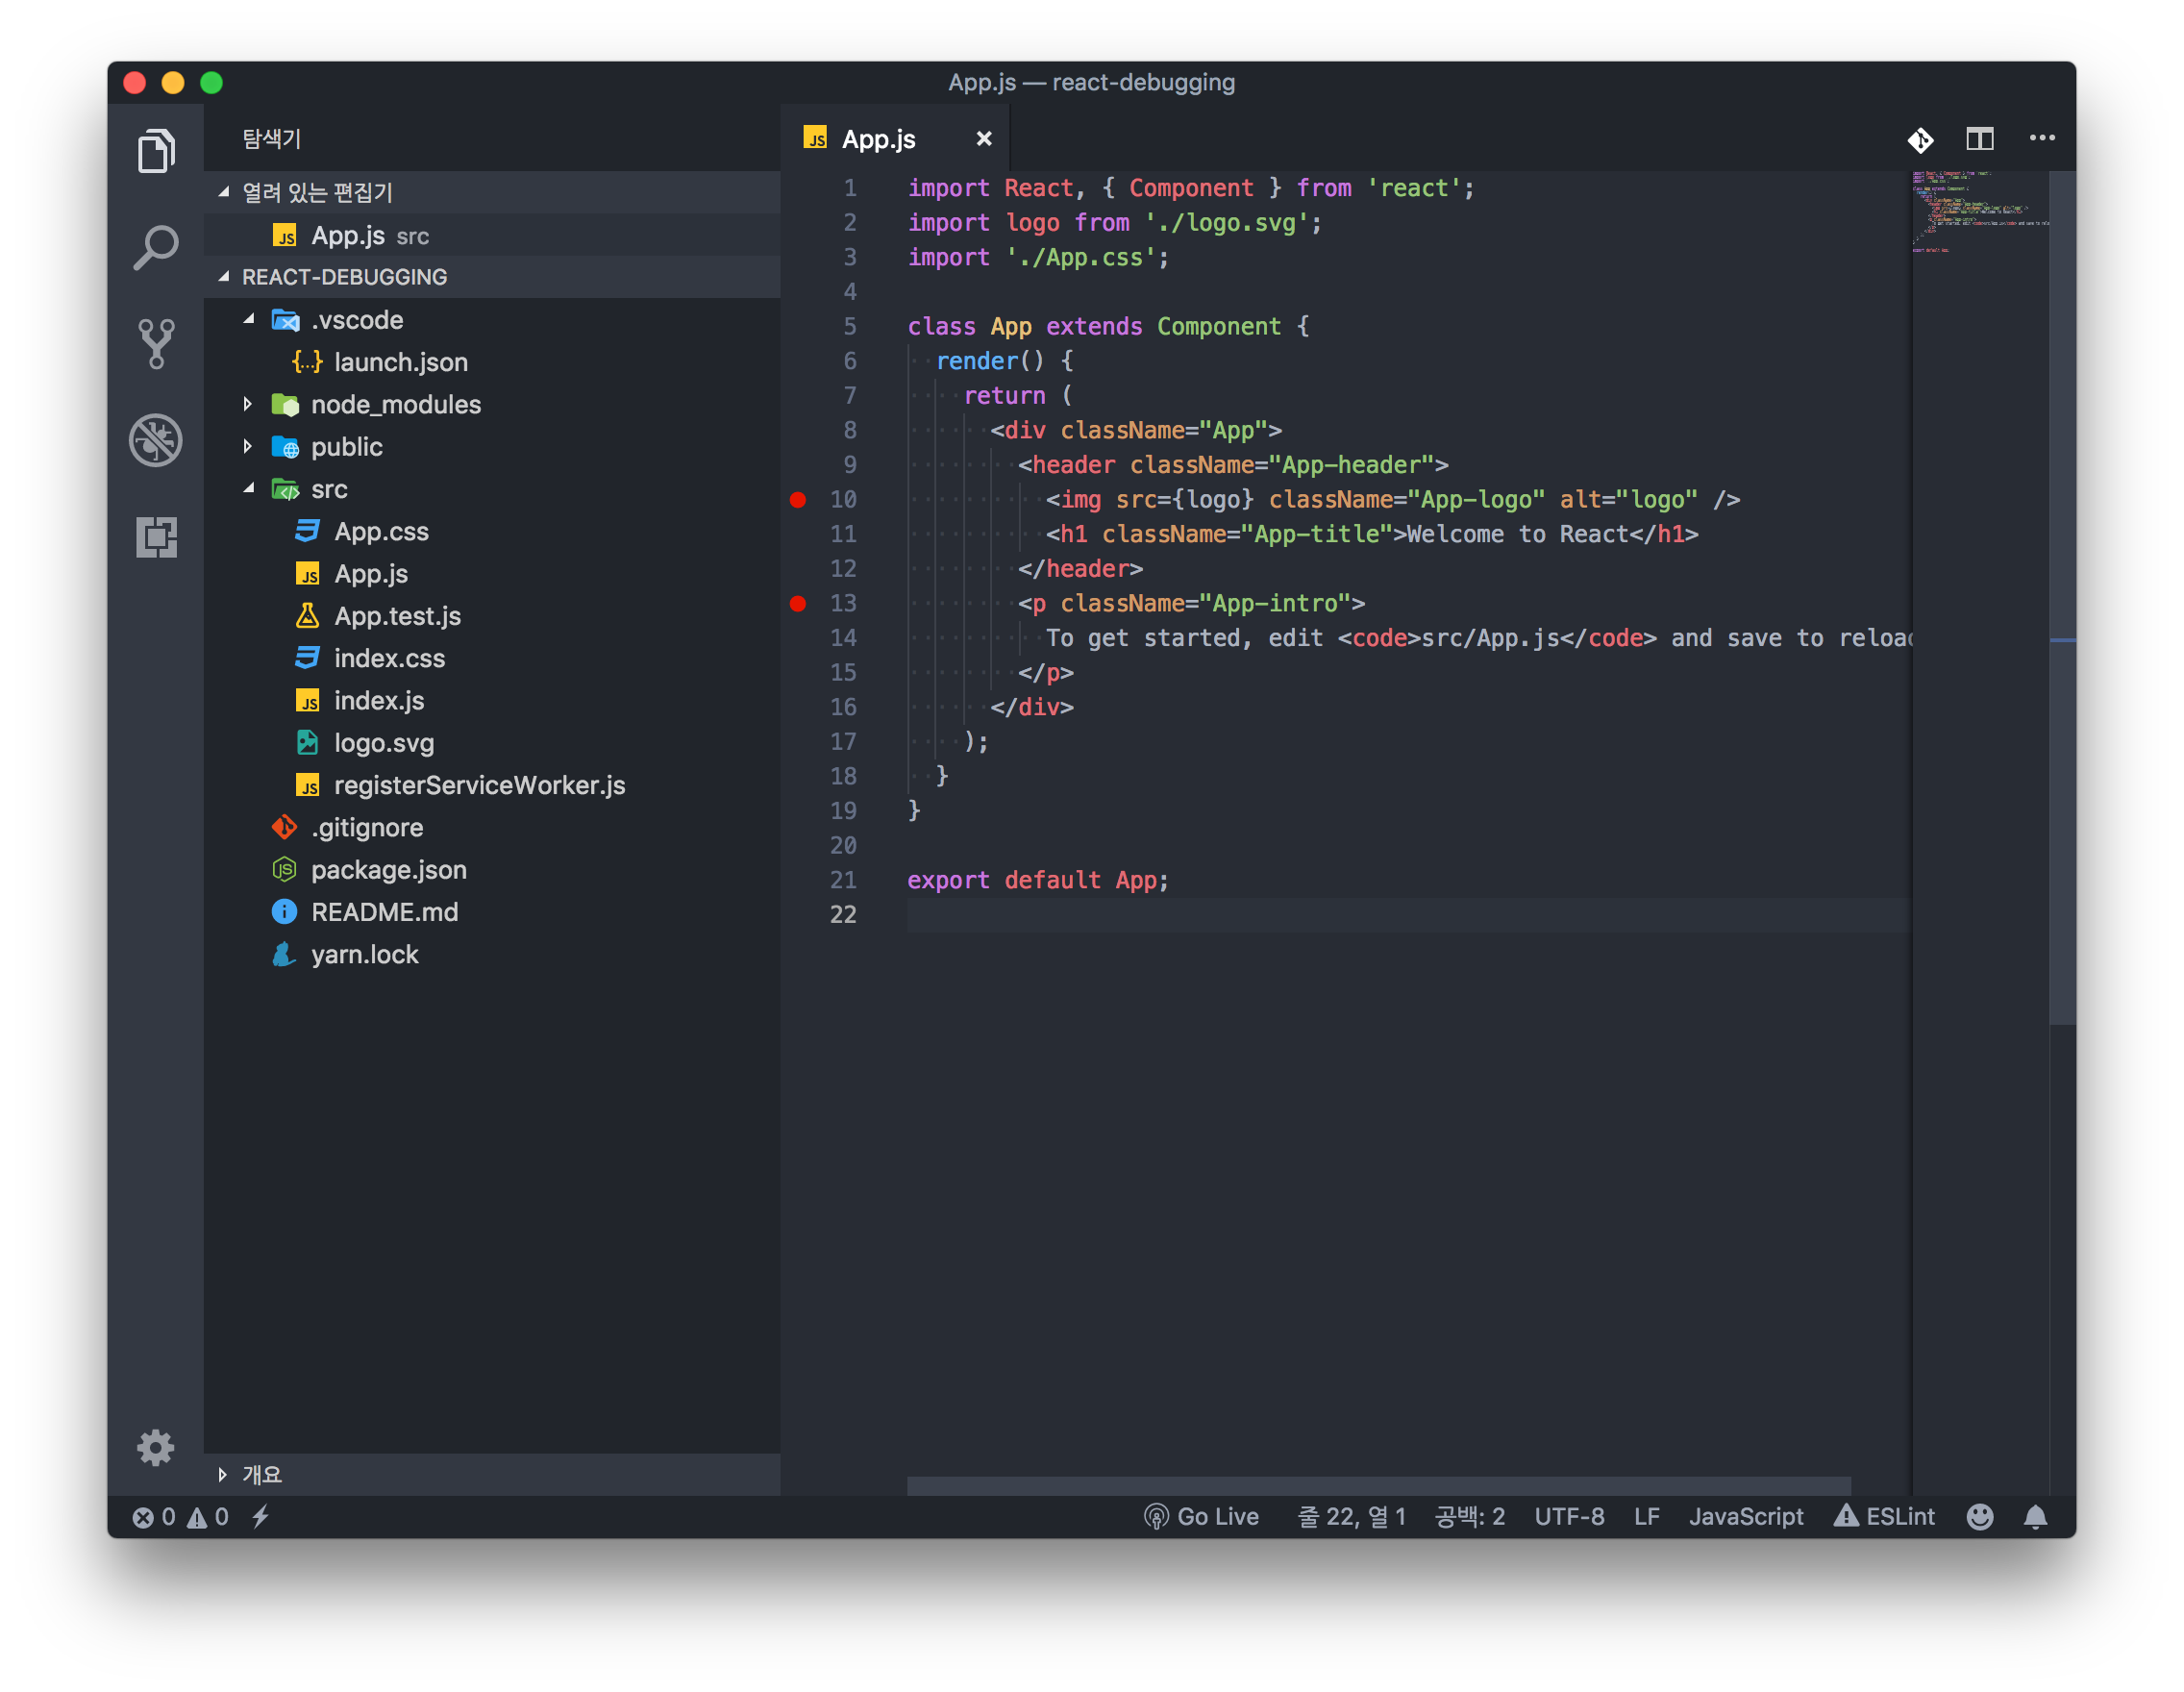 App.js — react-debugging
탐색기
열려 있는 편집기
App.js src
REACT-DEBUGGING
.vscode
launch.json
node_modules
public
src
App.css
App.js
App.test.js
index.css
index.js
logo.svg
registerServiceWorker.js
.gitignore
package.json
README.md
yarn.lock
개요
App.js
1 import React, { Component } from 'react';
2 import logo from './logo.svg';
3 import './App.css';
4
5 class App extends Component {
6 render() {
7 return (
8 <div className="App">
9 <header className="App-header">
10 <img src={logo} className="App-logo" alt="logo" />
11 <h1 className="App-title">Welcome to React</h1>
12 </header>
13 <p className="App-intro">
14 To get started, edit <code>src/App.js</code> and save to reload
15 </p>
16 </div>
17 );
18 }
19 }
20
21 export default App;
22
0 0 Go Live 줄 22, 열 1 공백: 2 UTF-8 LF JavaScript ESLint